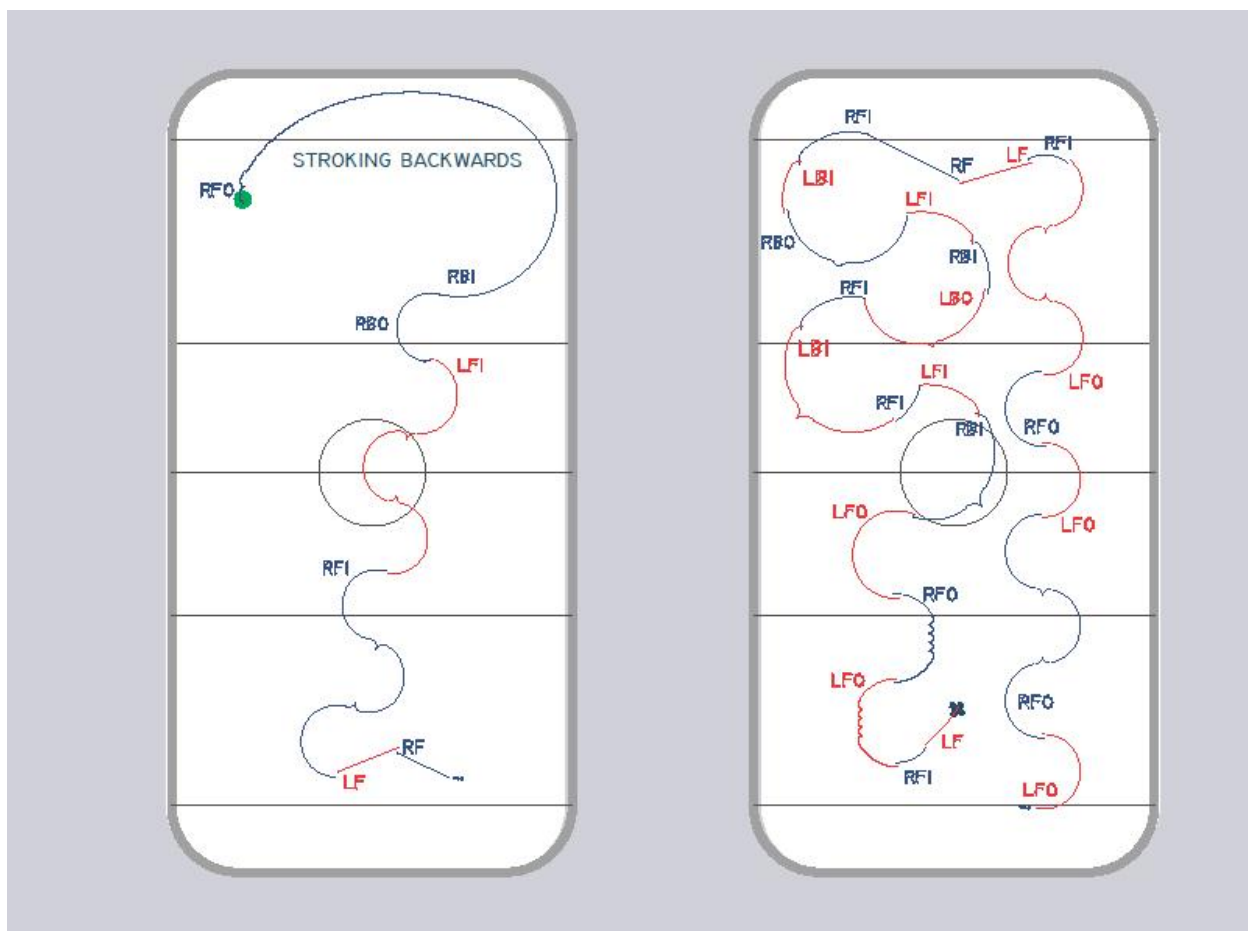 STROKING BACKWARDS
RFO
RBI
RBO
LFI
RFI
RF
LF
RFI
RF
LF
RFI
LBI
LFI
RBO
RBI
RFI
LBO
LBI
LFI
LFO
RFI
RBI
RFO
LFO
LFO
RFO
LFO
RFO
LF
RFI
LFO